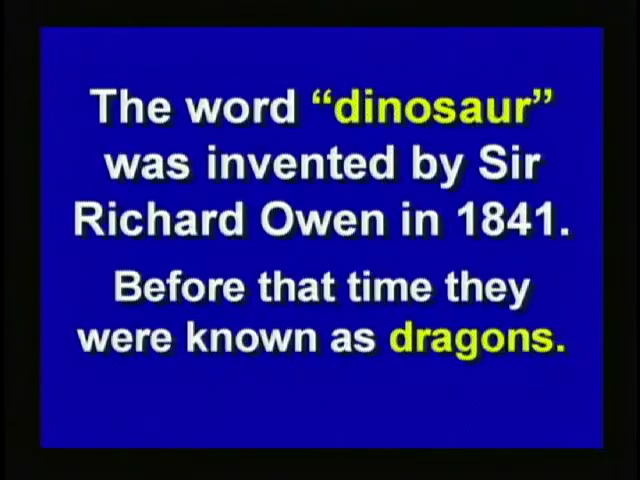 The word “dinosaur”
was invented by Sir
Richard Owen in 1841.
Before that time they
were known as dragons.